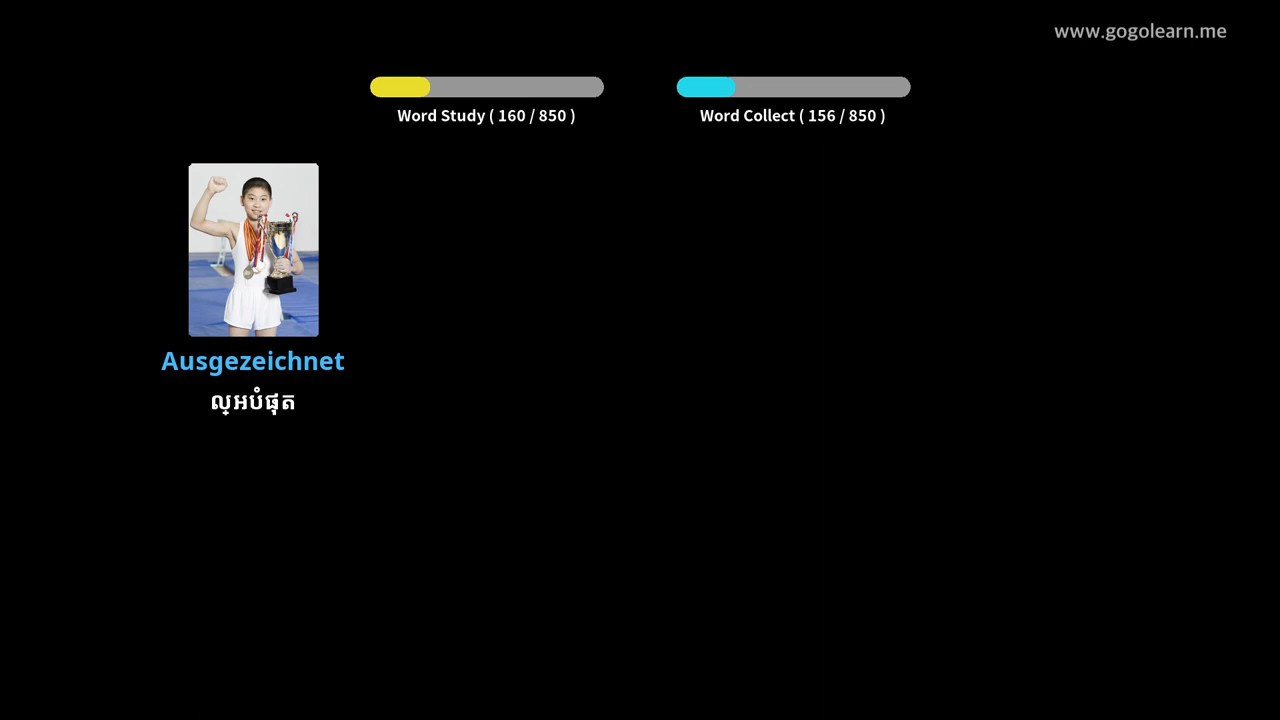 www.gogolearn.me
Word Study ( 160 / 850 )
Word Collect ( 156 / 850 )
Ausgezeichnet
ល្អបំផុត